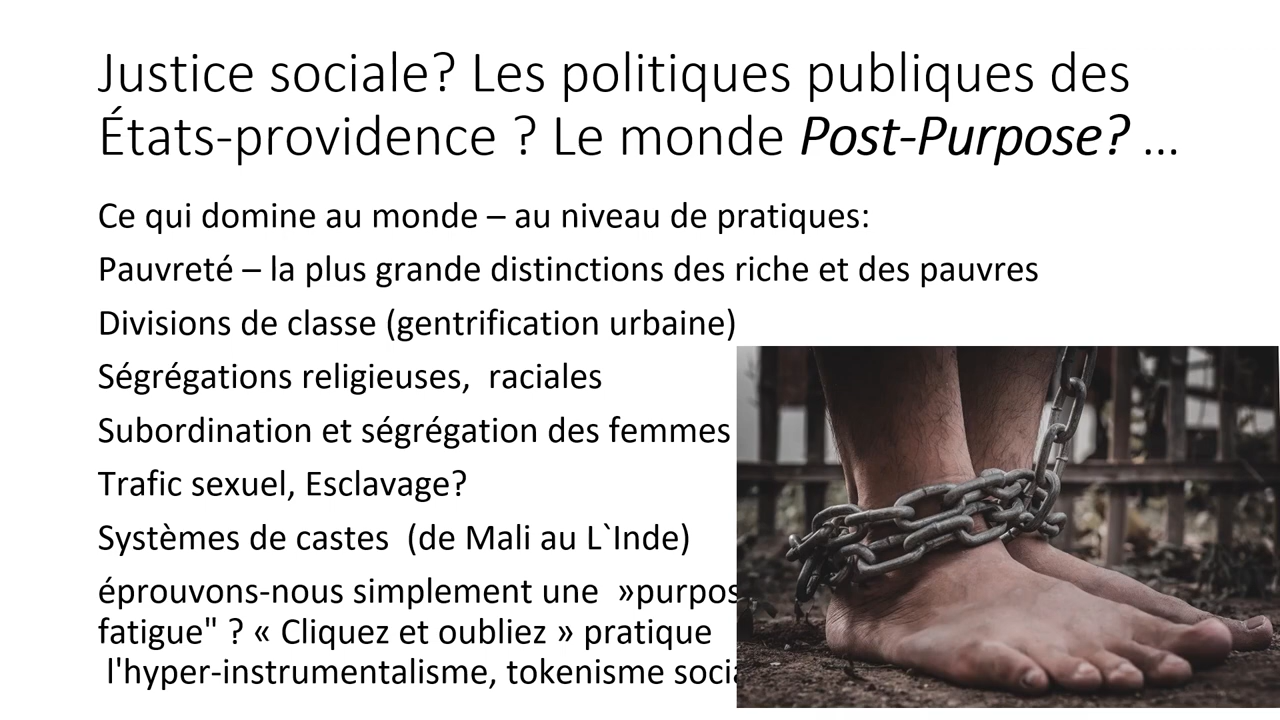 Justice sociale? Les politiques publiques des
États-providence ? Le monde Post-Purpose? ...
Ce qui domine au monde – au niveau de pratiques:
Pauvreté – la plus grande distinctions des riche et des pauvres
Divisions de classe (gentrification urbaine)
Ségrégations religieuses,  raciales
Subordination et ségrégation des femmes
Trafic sexuel, Esclavage?
Systèmes de castes  (de Mali au L`Inde)
éprouvons-nous simplement une  »purpos
fatigue" ? « Cliquez et oubliez » pratique
l'hyper-instrumentalisme, tokenisme socia